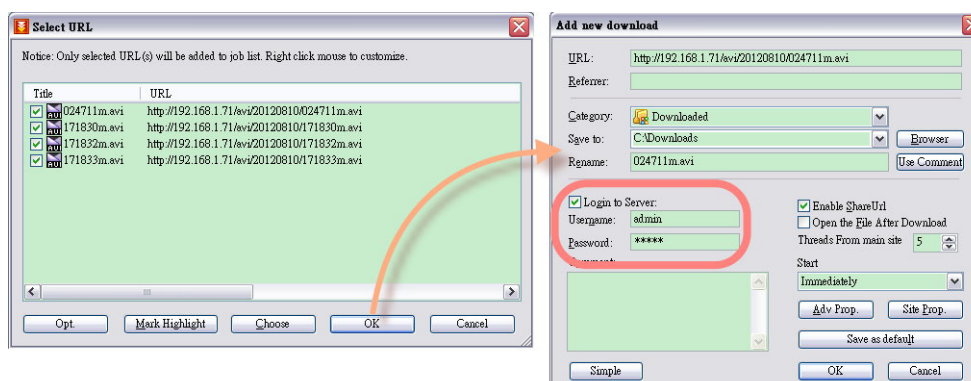 Select URL
Notice: Only selected URL(s) will be added to job list. Right click mouse to customize.
Title URL
024711m.avi http://192.168.1.71/avi/20120810/024711m.avi
171830m.avi http://192.168.1.71/avi/20120810/171830m.avi
171832m.avi http://192.168.1.71/avi/20120810/171832m.avi
171833m.avi http://192.168.1.71/avi/20120810/171833m.avi
Opt. Mark Highlight Choose OK Cancel
Add new download
URL: http://192.168.1.71/avi/20120810/024711m.avi
Referrer:
Category: Downloaded
Save to: C:\Downloads Browser
Rename: 024711m.avi Use Comment
Login to Server:
Username: admin
Password: *****
Enable ShareUrl
Open the File After Download
Threads From main site 5
Comment:
Start
Immediately
Adv Prop. Site Prop.
Save as default
Simple OK Cancel